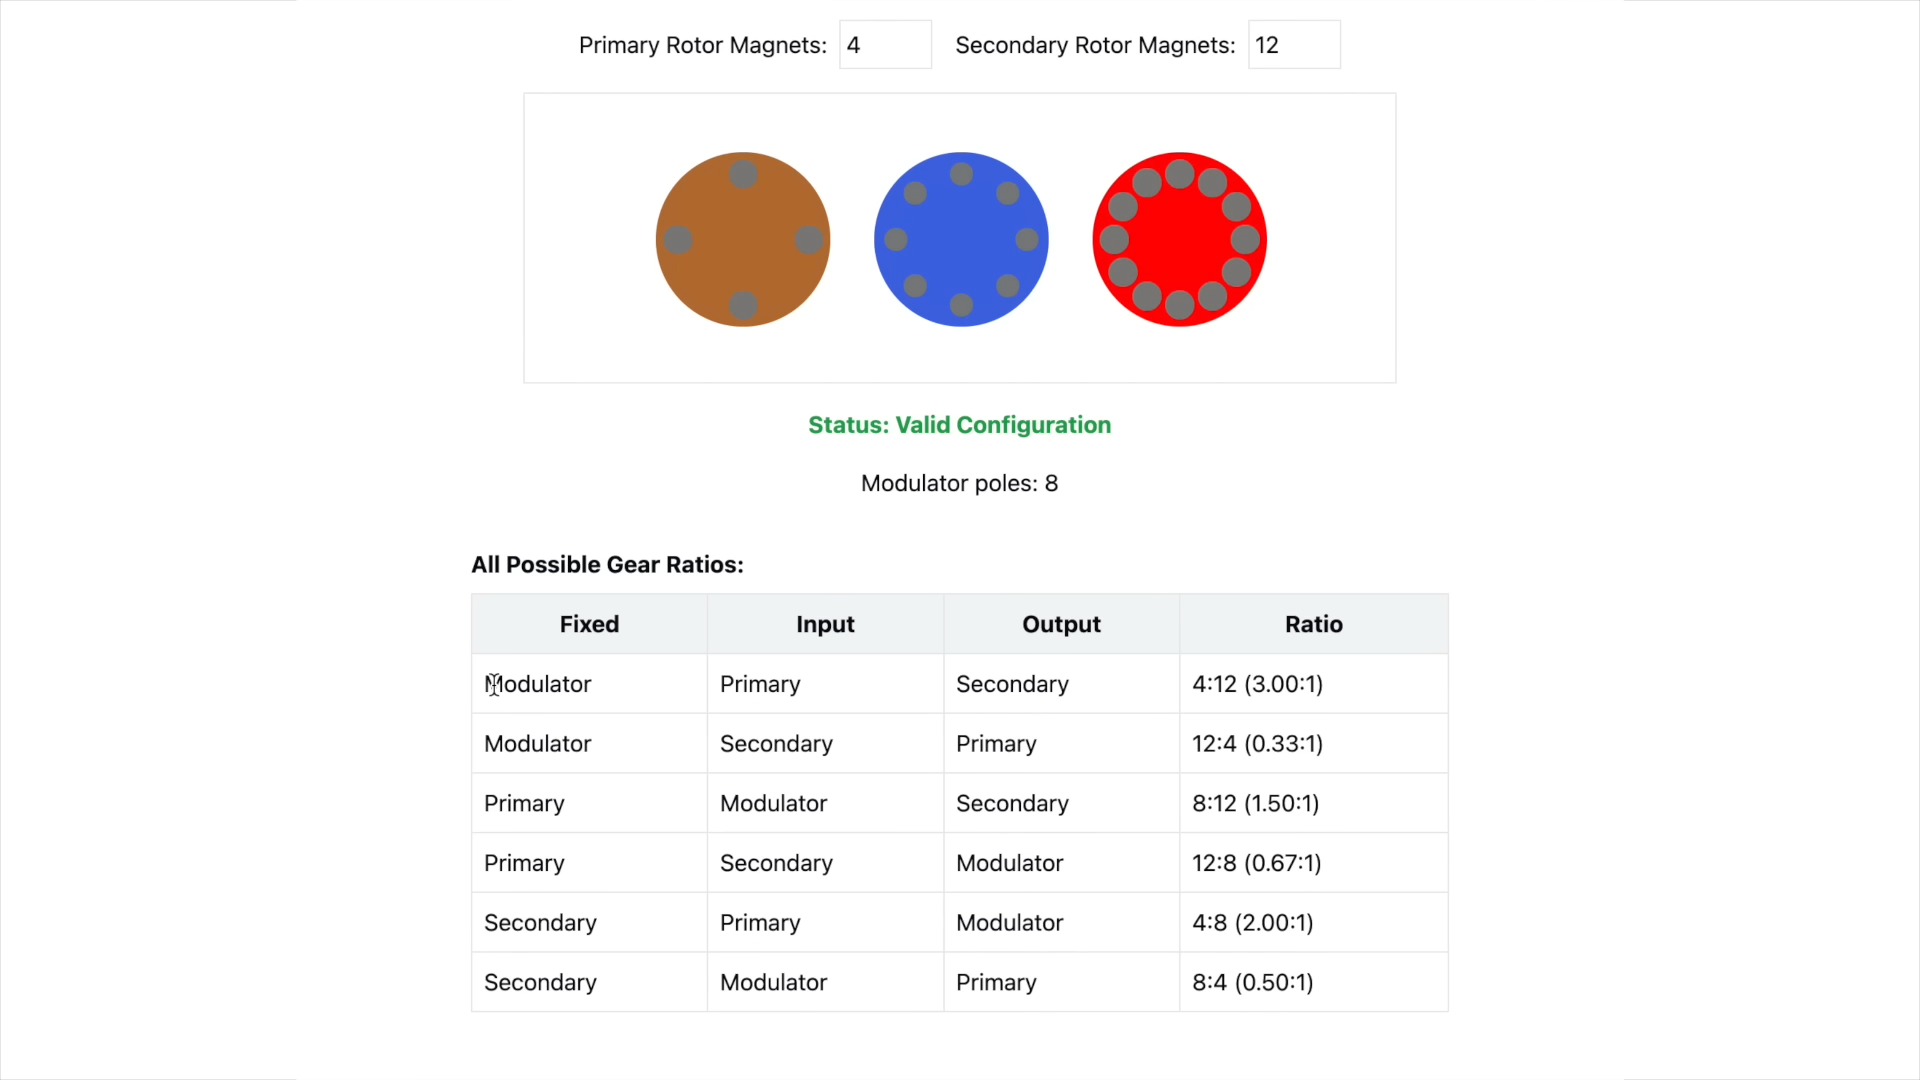 Primary Rotor Magnets: 4 Secondary Rotor Magnets: 12
Status: Valid Configuration
Modulator poles: 8
All Possible Gear Ratios:
Fixed Input Output Ratio
Modulator Primary Secondary 4:12 (3.00:1)
Modulator Secondary Primary 12:4 (0.33:1)
Primary Modulator Secondary 8:12 (1.50:1)
Primary Secondary Modulator 12:8 (0.67:1)
Secondary Primary Modulator 4:8 (2.00:1)
Secondary Modulator Primary 8:4 (0.50:1)